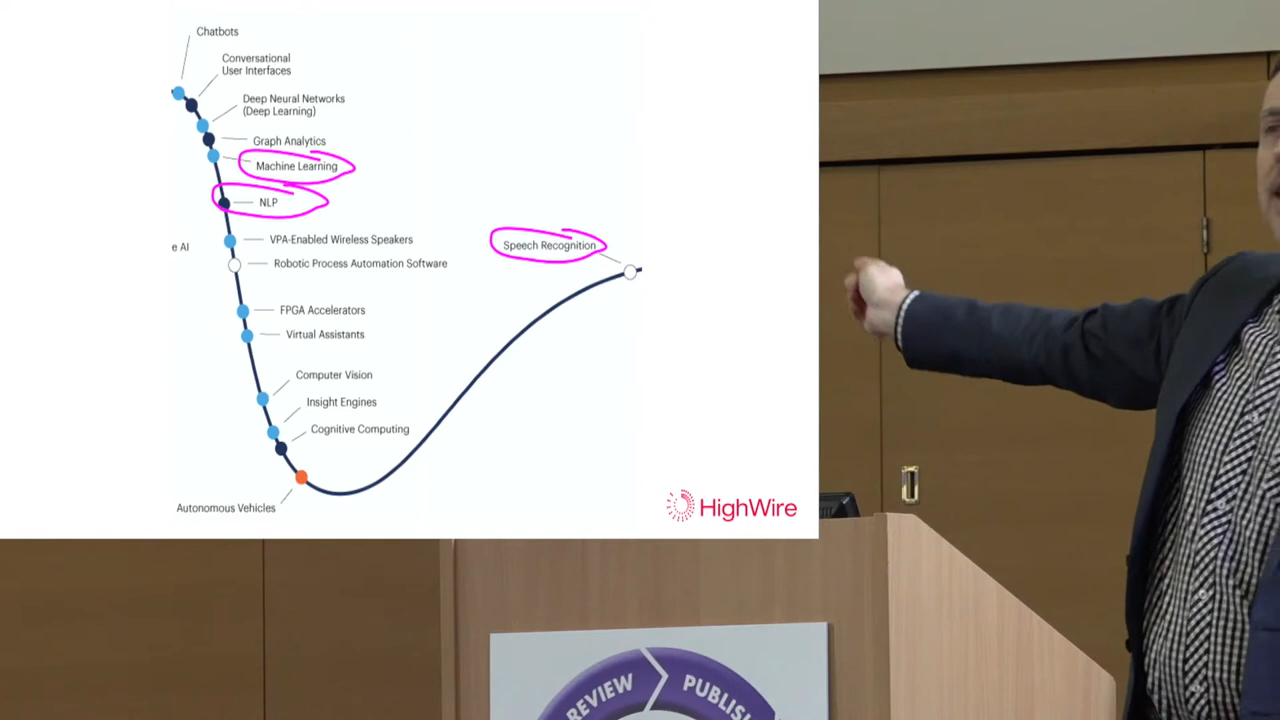 Chatbots
Conversational
User Interfaces
Deep Neural Networks
(Deep Learning)
Graph Analytics
Machine Learning
NLP
VPA-Enabled Wireless Speakers
e AI
Speech Recognition
Robotic Process Automation Software
FPGA Accelerators
Virtual Assistants
Computer Vision
Insight Engines
Cognitive Computing
Autonomous Vehicles
HighWire
REVIEW
PUBLIS